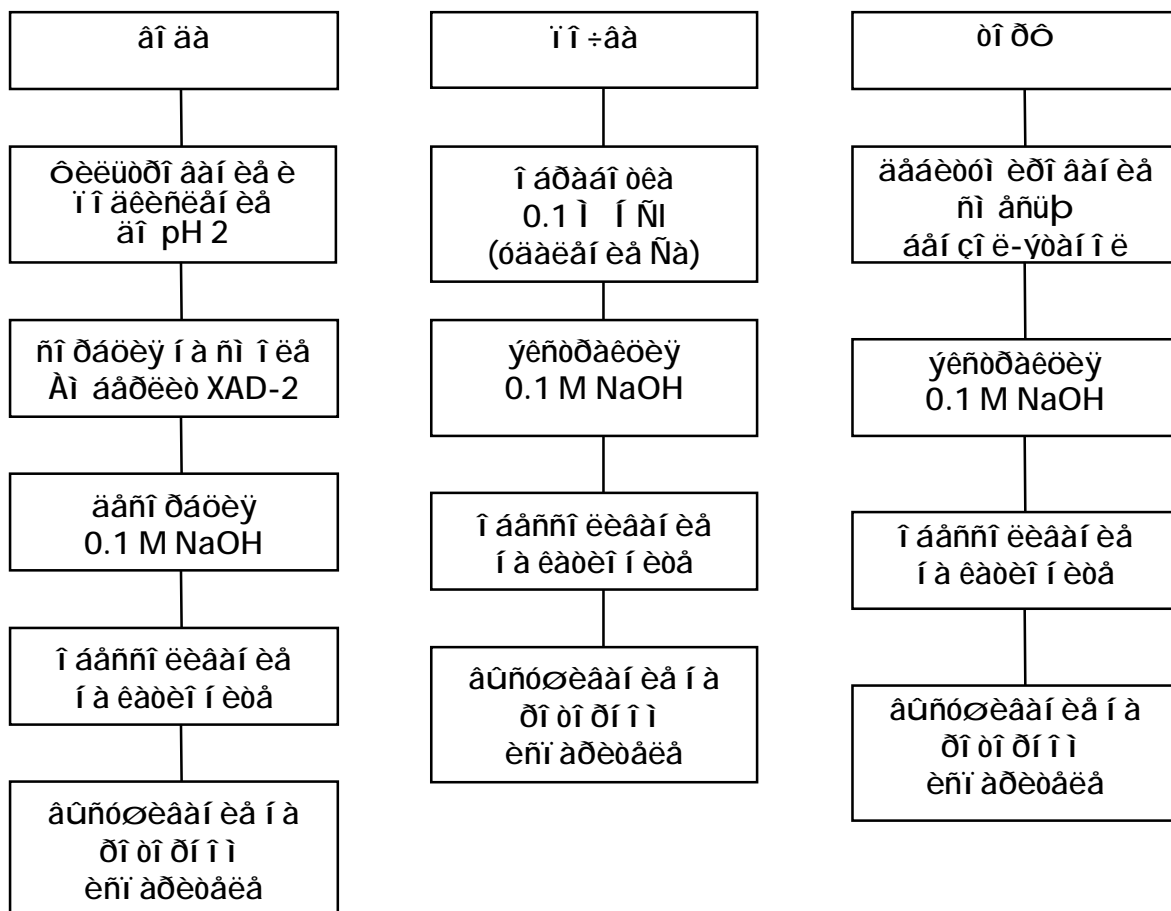 âî äà
Ôèëüòðî âàí èå è
ï î äêèñëåí èå
äî pH 2
ñî ðáöèÿ í à ñì î ëå
Àì áåðëèò XAD-2
äåñî ðáöèÿ
0.1 M NaOH
î áåññî ëèâàí èå
í à êàòèî í èòå
âûñóØèâàí èå í à
ðî òî ðí î ì
èñï àðèòåëå
ï î ÷âà
î áðàáî òêà
0.1 Ì Í Ñl
(óäàëåí èå Ñà)
ýêñòðàêöèÿ
0.1 M NaOH
î áåññî ëèâàí èå
í à êàòèî í èòå
âûñóØèâàí èå í à
ðî òî ðí î ì
èñï àðèòåëå
òî ðÔ
äåáèòóì èðî âàí èå
ñì åñüþ
áåí çî ë-ýòàí î ë
ýêñòðàêöèÿ
0.1 M NaOH
î áåññî ëèâàí èå
í à êàòèî í èòå
âûñóØèâàí èå í à
ðî òî ðí î ì
èñï àðèòåëå